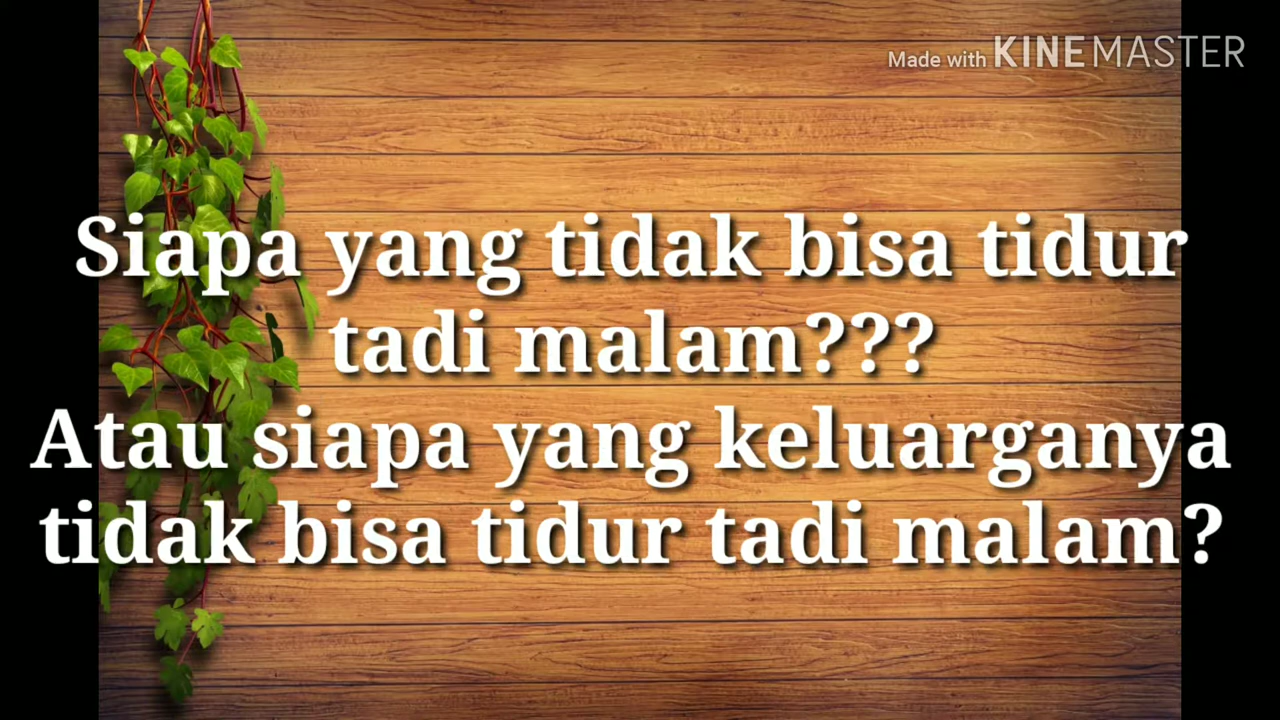 Made with KINEMASTER
Siapa yang tidak bisa tidur
tadi malam???
Atau siapa yang keluarganya
tidak bisa tidur tadi malam?